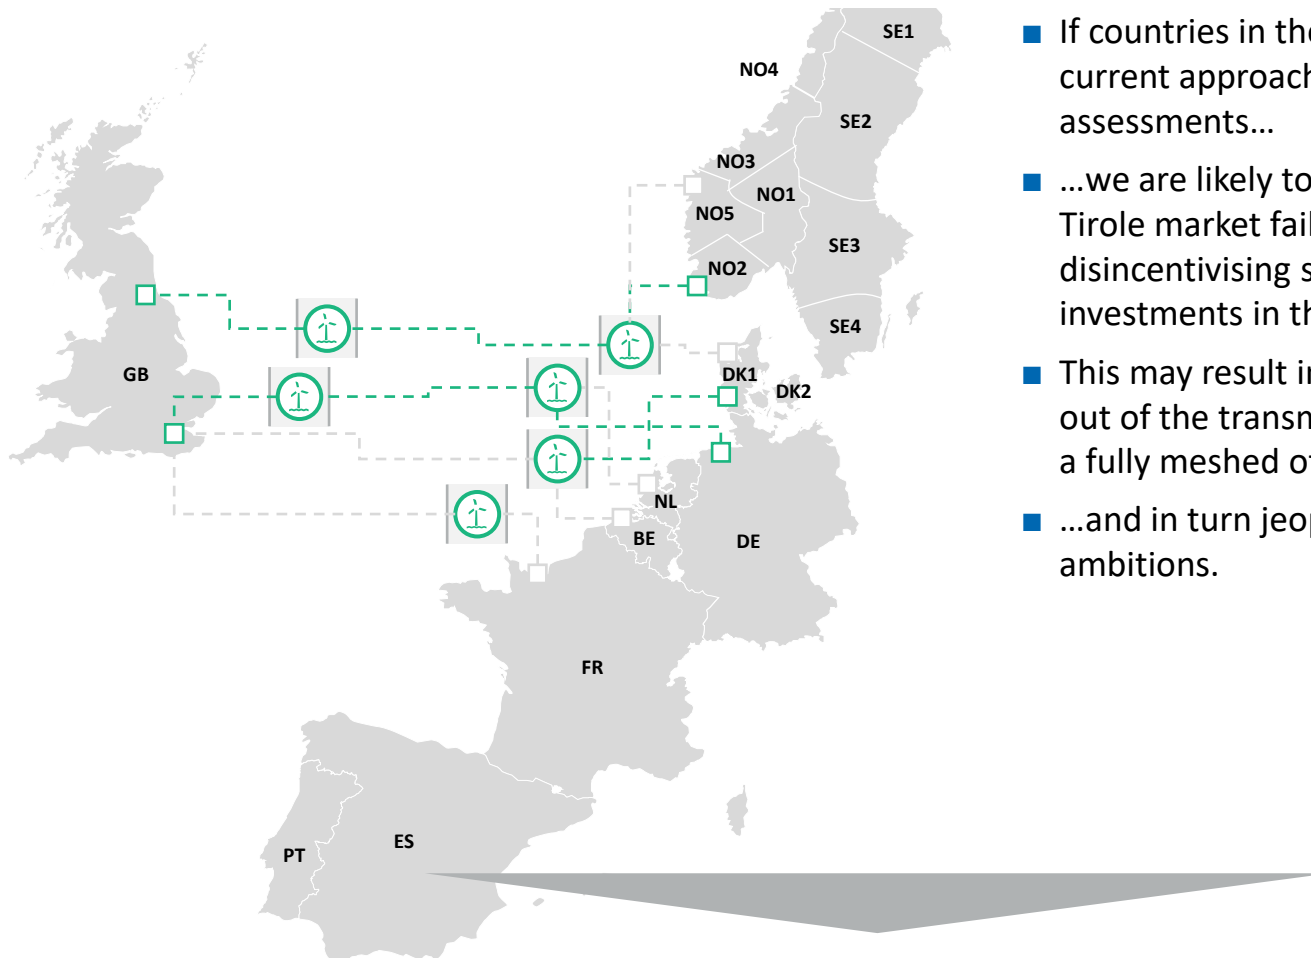 SE1
NO4
SE2
NO3
NO1
NO5
SE3
NO2
SE4
GB
DK1
DK2
NL
BE
DE
FR
ES
PT
■ If countries in the
current approach
assessments...
■ ...we are likely to
Tirole market fail
disincentivising s
investments in th
■ This may result in
out of the transm
a fully meshed of
■ ...and in turn jeop
ambitions.